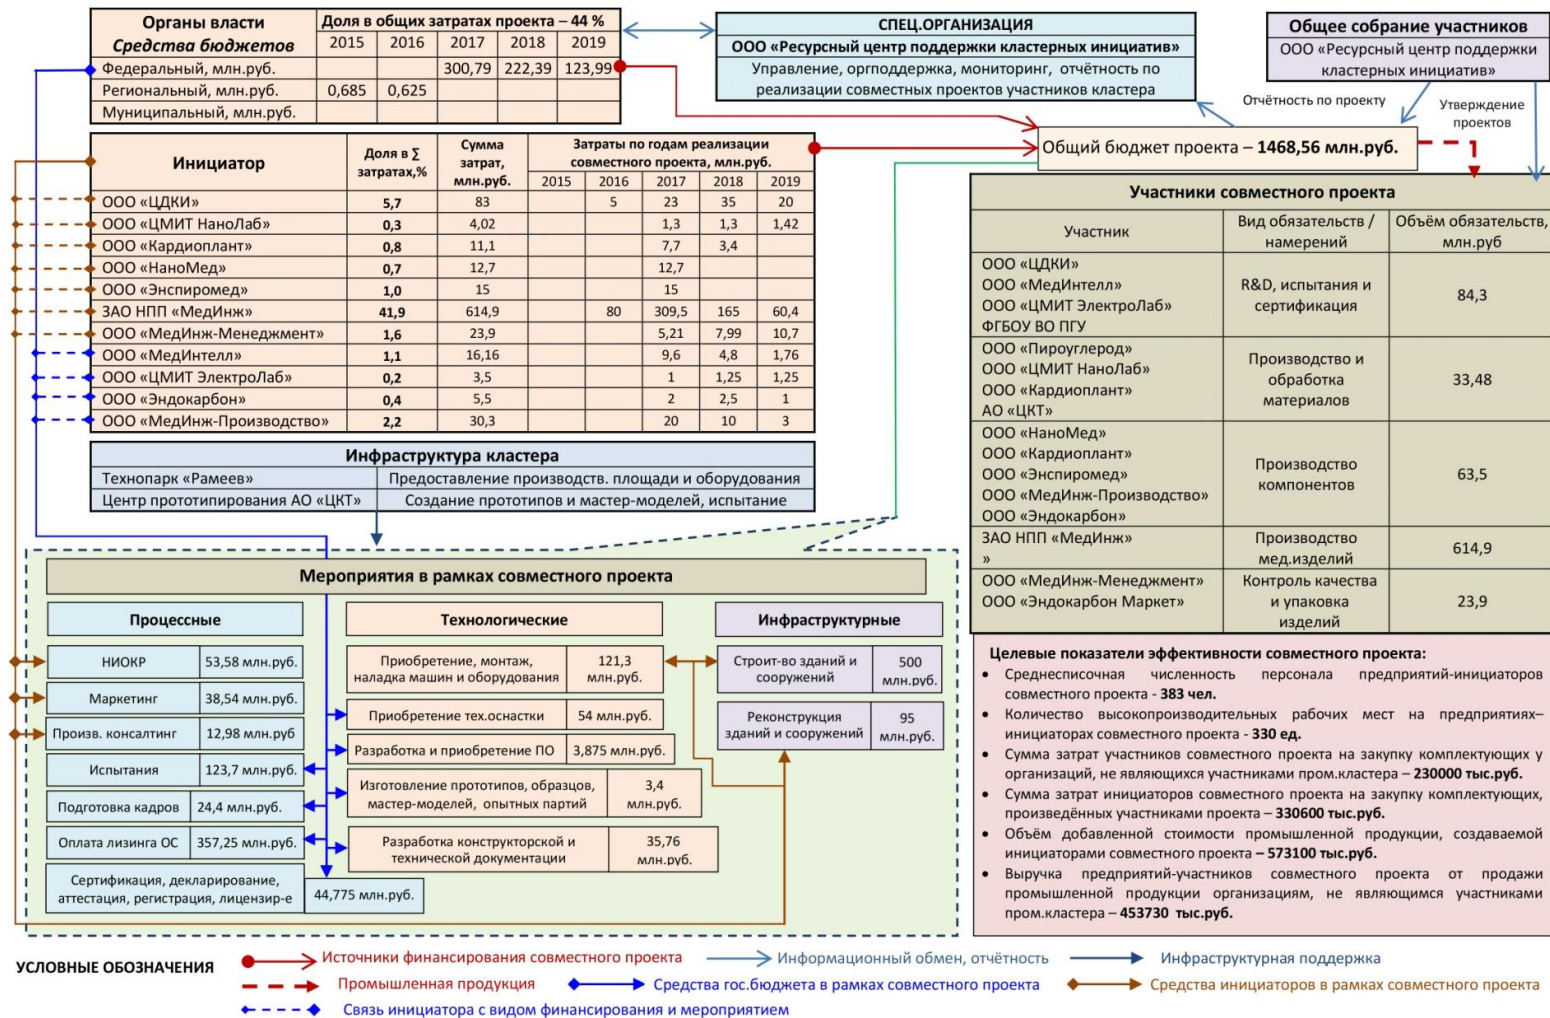 Органы власти
Средства бюджетов
Доля в общих затратах проекта – 44 %
2015 2016 2017 2018 2019
Федеральный, млн.руб. 300,79 222,39 123,99
Региональный, млн.руб. 0,685 0,625
Муниципальный, млн.руб.
СПЕЦ.ОРГАНИЗАЦИЯ
ООО «Ресурсный центр поддержки кластерных инициатив»
Управление, оргподдержка, мониторинг, отчётность по
реализации совместных проектов участников кластера
Общее собрание участников
ООО «Ресурсный центр поддержки
кластерных инициатив»
Отчётность по проекту
Утверждение
проектов
Общий бюджет проекта – 1468,56 млн.руб.
Инициатор
Доля в ∑
затратах,%
Сумма
затрат,
млн.руб.
Затраты по годам реализации
совместного проекта, млн.руб.
2015 2016 2017 2018 2019
ООО «ЦДКИ» 5,7 83 5 23 35 20
ООО «ЦМИТ НаноЛаб» 0,3 4,02 1,3 1,3 1,42
ООО «Кардиоплант» 0,8 11,1 7,7 3,4
ООО «НаноМед» 0,7 12,7 12,7
ООО «Энспиромед» 1,0 15 15
ЗАО НПП «МедИнж» 41,9 614,9 80 309,5 165 60,4
ООО «МедИнж-Менеджмент» 1,6 23,9 5,21 7,99 10,7
ООО «МедИнтелл» 1,1 16,16 9,6 4,8 1,76
ООО «ЦМИТ ЭлектроЛаб» 0,2 3,5 1 1,25 1,25
ООО «Эндокарбон» 0,4 5,5 2 2,5 1
ООО «МедИнж-Производство» 2,2 30,3 20 10 3
Инфраструктура кластера
Технопарк «Рамеев» Предоставление производств. площади и оборудования
Центр прототипирования АО «ЦКТ» Создание прототипов и мастер-моделей, испытание
Участники совместного проекта
Участник
Вид обязательств /
намерений
Объём обязательств,
млн.руб
ООО «ЦДКИ»
ООО «МедИнтелл»
ООО «ЦМИТ ЭлектроЛаб»
ФГБОУ ВО ПГУ
R&D, испытания и
сертификация
84,3
ООО «Пироуглерод»
ООО «ЦМИТ НаноЛаб»
ООО «Кардиоплант»
АО «ЦКТ»
Производство и
обработка
материалов
33,48
ООО «НаноМед»
ООО «Кардиоплант»
ООО «Энспиромед»
ООО «МедИнж-Производство»
ООО «Эндокарбон»
Производство
компонентов
63,5
ЗАО НПП «МедИнж»
»
Производство
мед.изделий
614,9
ООО «МедИнж-Менеджмент»
ООО «Эндокарбон Маркет»
Контроль качества
и упаковка
изделий
23,9
Мероприятия в рамках совместного проекта
Процессные
НИОКР 53,58 млн.руб.
Маркетинг 38,54 млн.руб.
Произв. консалтинг 12,98 млн.руб
Испытания 123,7 млн.руб.
Подготовка кадров 24,4 млн.руб.
Оплата лизинга ОС 357,25 млн.руб.
Сертификация, декларирование,
аттестация, регистрация, лицензир-е
44,775 млн.руб.
Технологические
Приобретение, монтаж,
наладка машин и оборудования
121,3
млн.руб.
Приобретение тех.оснастки 54 млн.руб.
Разработка и приобретение ПО 3,875 млн.руб.
Изготовление прототипов, образцов,
мастер-моделей, опытных партий
3,4
млн.руб.
Разработка конструкторской и
технической документации
35,76
млн.руб.
Инфраструктурные
Строит-во зданий и
сооружений
500
млн.руб.
Реконструкция
зданий и сооружений
95
млн.руб.
Целевые показатели эффективности совместного проекта:
• Среднесписочная численность персонала предприятий-инициаторов
совместного проекта - 383 чел.
• Количество высокопроизводительных рабочих мест на предприятиях–
инициаторах совместного проекта - 330 ед.
• Сумма затрат участников совместного проекта на закупку комплектующих у
организаций, не являющихся участниками пром.кластера – 230000 тыс.руб.
• Сумма затрат инициаторов совместного проекта на закупку комплектующих,
произведённых участниками проекта – 330600 тыс.руб.
• Объём добавленной стоимости промышленной продукции, создаваемой
инициаторами совместного проекта – 573100 тыс.руб.
• Выручка предприятий-участников совместного проекта от продажи
промышленной продукции организациям, не являющимся участниками
пром.кластера – 453730 тыс.руб.
УСЛОВНЫЕ ОБОЗНАЧЕНИЯ
Источники финансирования совместного проекта
Информационный обмен, отчётность
Инфраструктурная поддержка
Промышленная продукция
Средства гос.бюджета в рамках совместного проекта
Средства инициаторов в рамках совместного проекта
Связь инициатора с видом финансирования и мероприятием